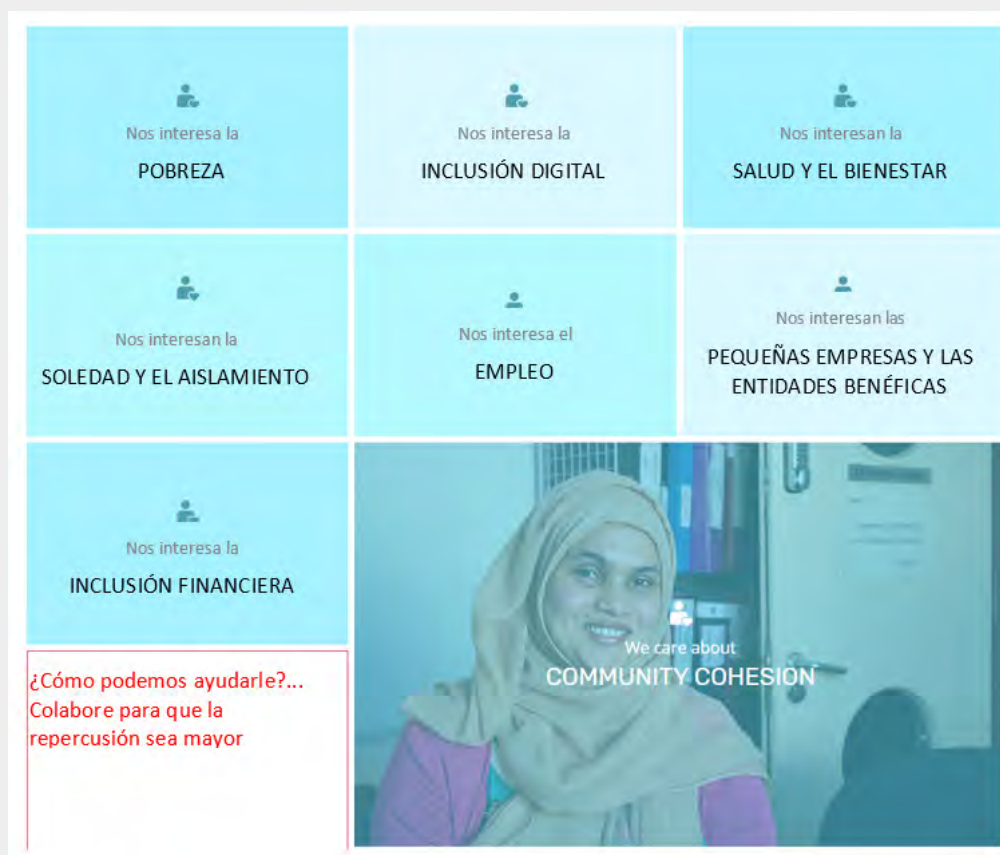 Nos interesa la
POBREZA
Nos interesa la
INCLUSIÓN DIGITAL
Nos interesan la
SALUD Y EL BIENESTAR
Nos interesan la
SOLEDAD Y EL AISLAMIENTO
Nos interesa el
EMPLEO
Nos interesan las
PEQUEÑAS EMPRESAS Y LAS
ENTIDADES BENÉFICAS
Nos interesa la
INCLUSIÓN FINANCIERA
We care about
COMMUNITY COHESION
¿Cómo podemos ayudarle?...
Colabore para que la
repercusión sea mayor